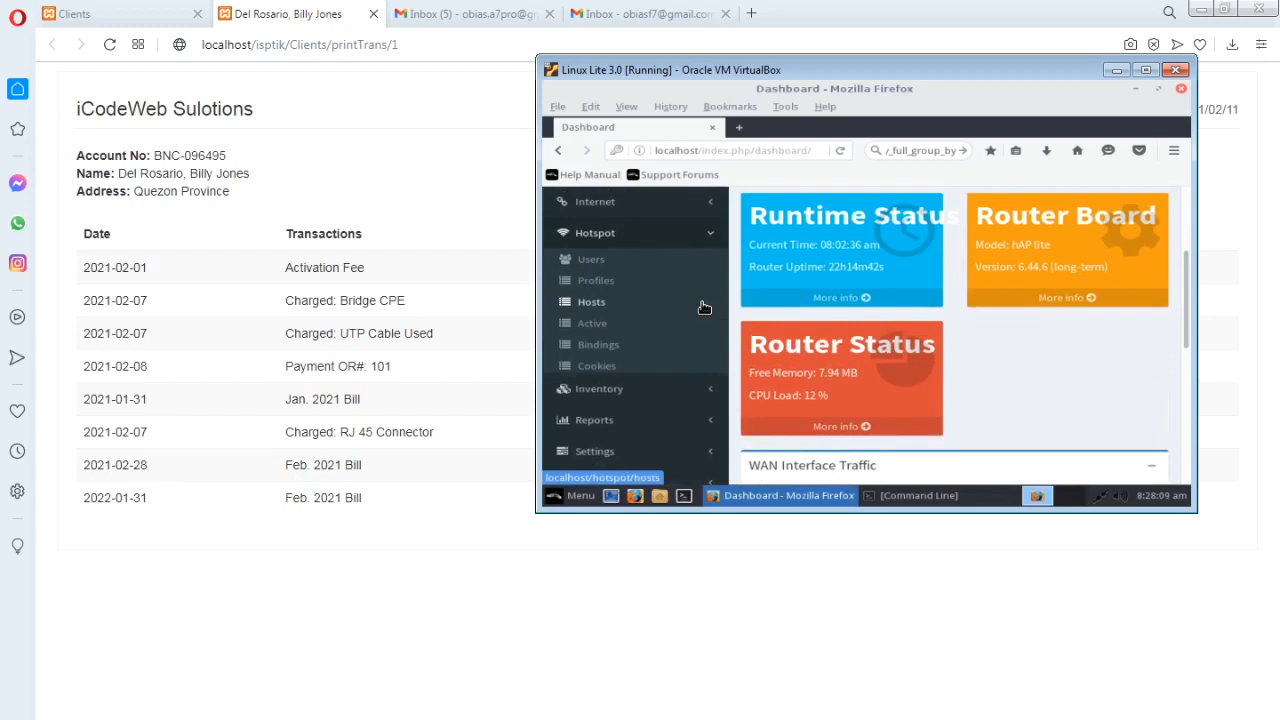 Clients
Del Rosario, Billy Jones
Inbox (5) - obias.a7pro@g
Inbox - obiasf7@gmail.com
localhost/isptik/Clients/printTrans/1
iCodeWeb Sulotions
1/02/11
Account No: BNC-096495
Name: Del Rosario, Billy Jones
Address: Quezon Province
Date Transactions
2021-02-01 Activation Fee
2021-02-07 Charged: Bridge CPE
2021-02-07 Charged: UTP Cable Used
2021-02-08 Payment OR#: 101
2021-01-31 Jan. 2021 Bill
2021-02-07 Charged: RJ 45 Connector
2021-02-28 Feb. 2021 Bill
2022-01-31 Feb. 2021 Bill
Linux Lite 3.0 [Running] - Oracle VM VirtualBox
Dashboard - Mozilla Firefox
File Edit View History Bookmarks Tools Help
Dashboard
localhost/index.php/dashboard/
/_full_group_by
Help Manual Support Forums
Internet
Hotspot
Users
Profiles
Hosts
Active
Bindings
Cookies
Inventory
Reports
Settings
localhost/hotspot/hosts
Runtime Status
Current Time: 08:02:36 am
Router Uptime: 22h14m42s
More info
Router Board
Model: hAP lite
Version: 6.44.6 (long-term)
More info
Router Status
Free Memory: 7.94 MB
CPU Load: 12 %
More info
WAN Interface Traffic
Menu
Dashboard - Mozilla Firefox
[Command Line]
8:28:09 am